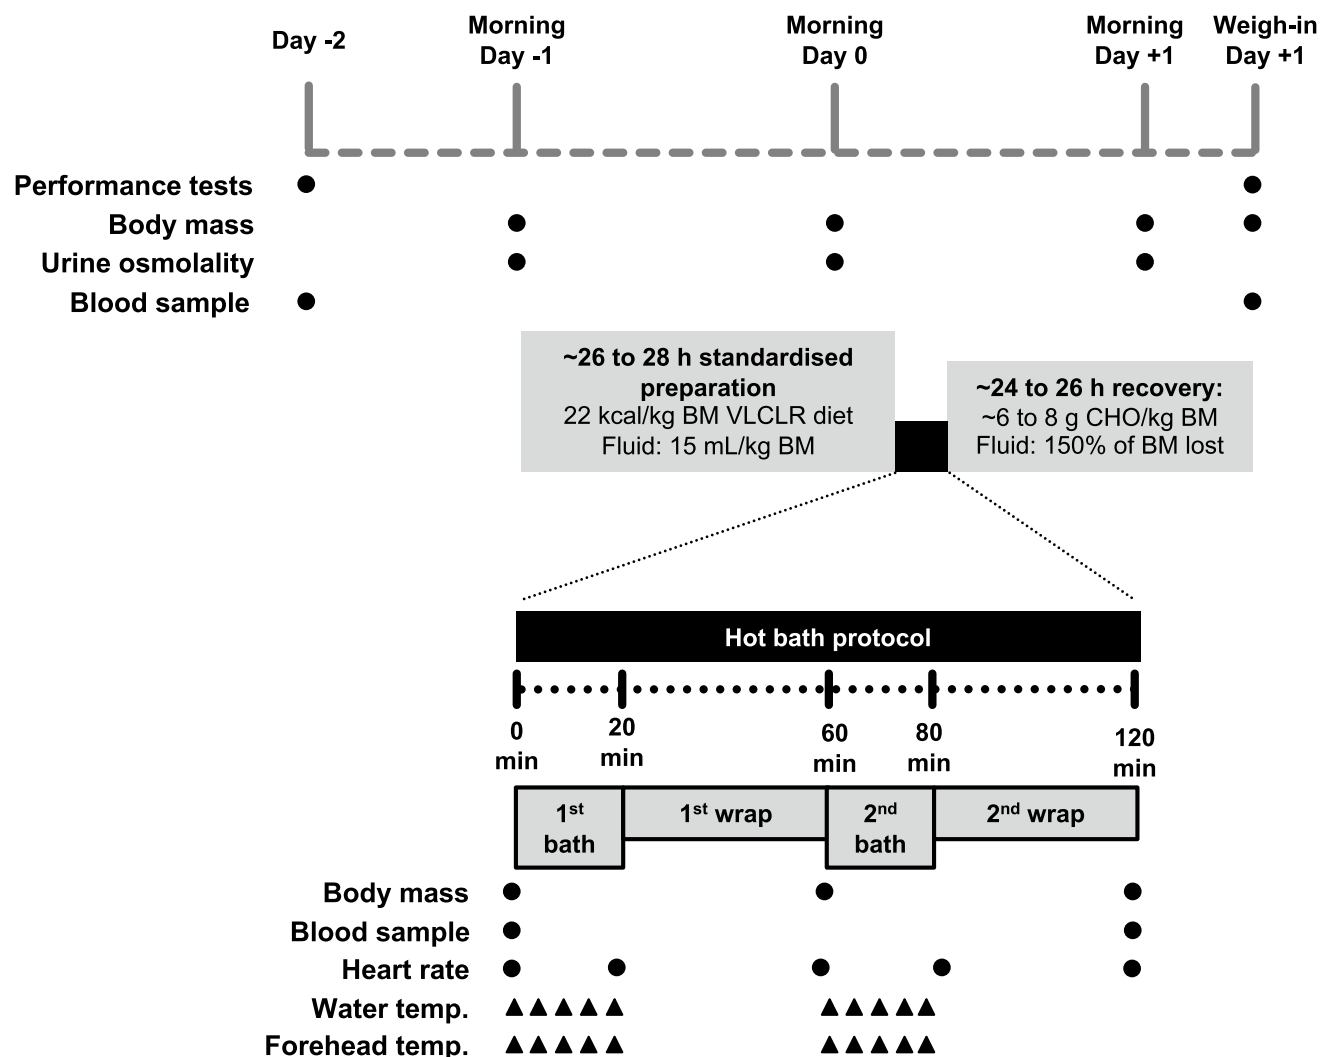 Day -2
Morning
Day -1
Morning
Day 0
Morning
Day +1
Weigh-in
Day +1
Performance tests
Body mass
Urine osmolality
Blood sample
~26 to 28 h standardised
preparation
22 kcal/kg BM VLCLR diet
Fluid: 15 mL/kg BM
~24 to 26 h recovery:
~6 to 8 g CHO/kg BM
Fluid: 150% of BM lost
Hot bath protocol
0
min
20
min
60
min
80
min
120
min
1st
bath
1st wrap
2nd
bath
2nd wrap
Body mass
Blood sample
Heart rate
Water temp.
Forehead temp.